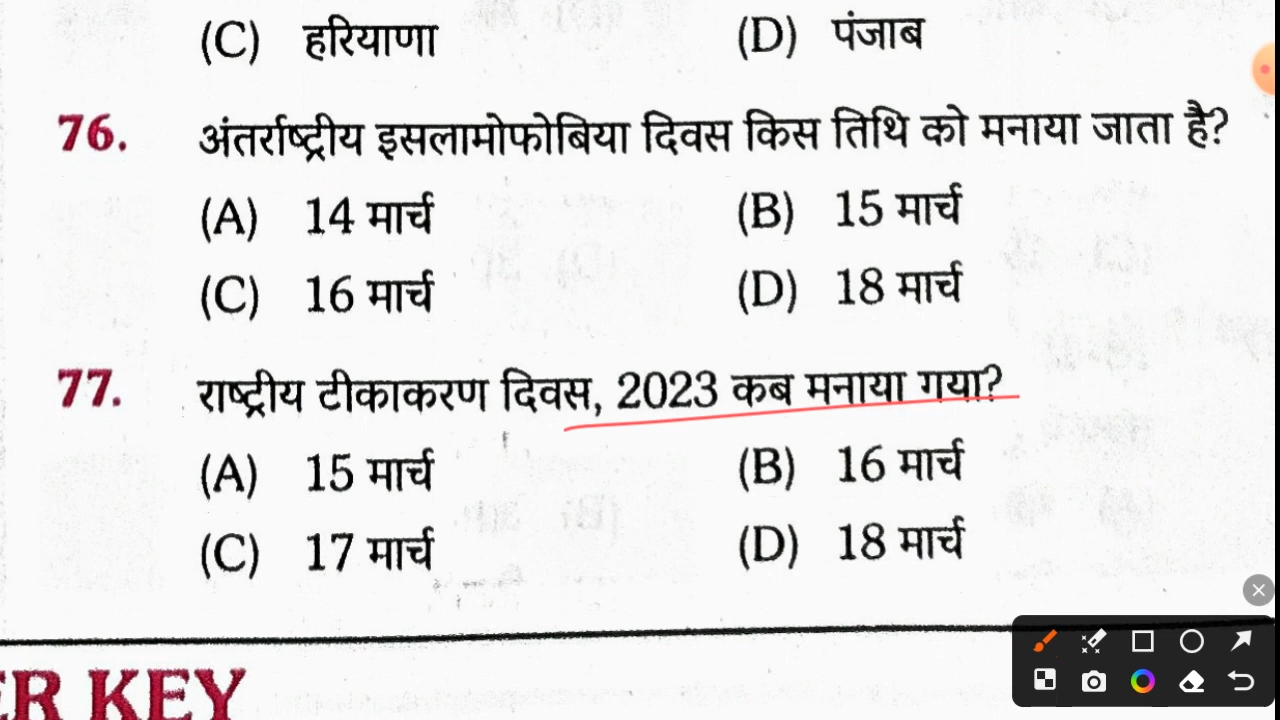 (C) हरियाणा (D) पंजाब
76. अंतर्राष्ट्रीय इसलामोफोबिया दिवस किस तिथि को मनाया जाता है?
(A) 14 मार्च (B) 15 मार्च
(C) 16 मार्च (D) 18 मार्च
77. राष्ट्रीय टीकाकरण दिवस, 2023 कब मनाया गया?
(A) 15 मार्च (B) 16 मार्च
(C) 17 मार्च (D) 18 मार्च
ER KEY